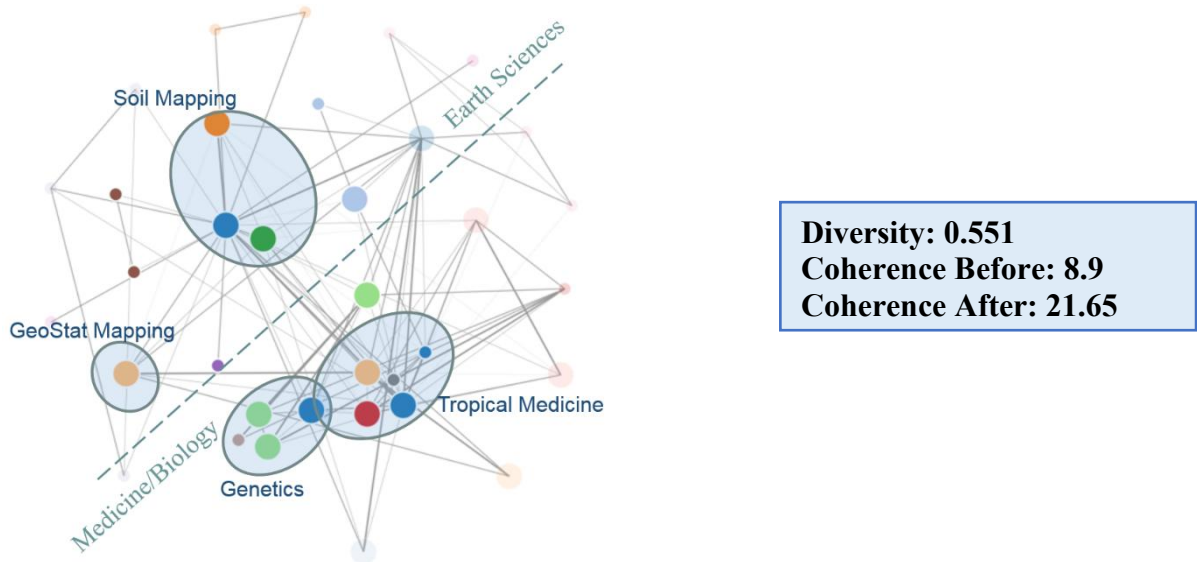 Earth Sciences
Soil Mapping
GeoStat Mapping
Tropical Medicine
Medicine/Biology
Genetics
Diversity: 0.551
Coherence Before: 8.9
Coherence After: 21.65